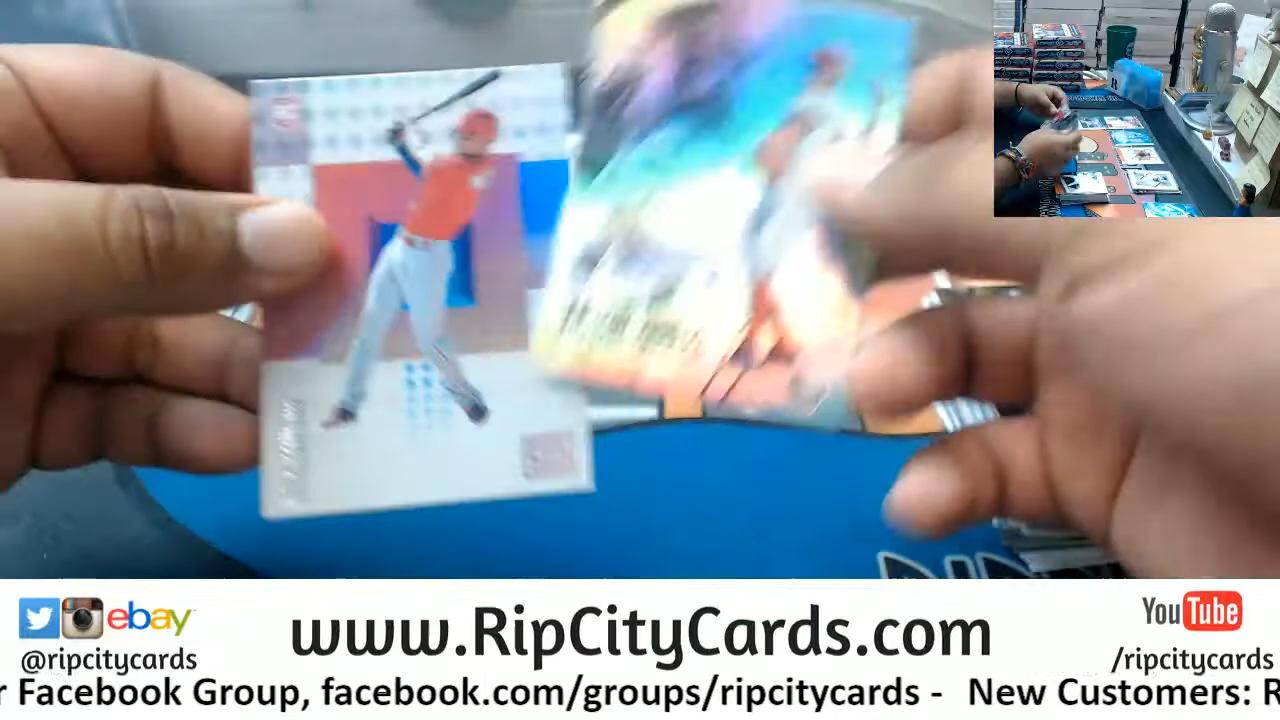 ebay
@ripcitycards
www.RipCityCards.com
YouTube
/ripcitycards
r Facebook Group, facebook.com/groups/ripcitycards - New Customers: R